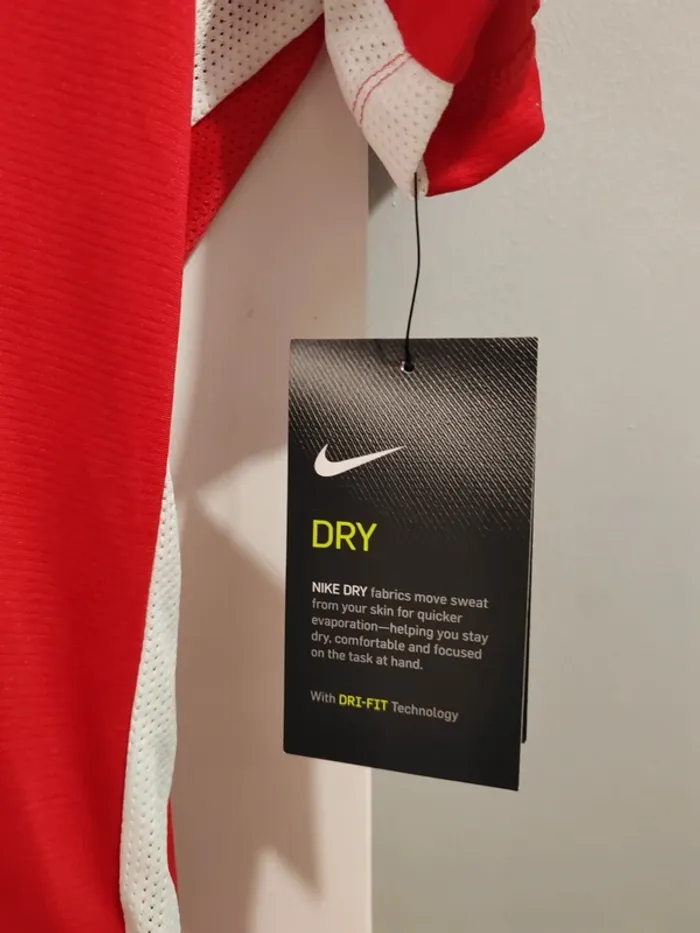 DRY
NIKE DRY fabrics move sweat
from your skin for quicker
evaporation—helping you stay
dry, comfortable and focused
on the task at hand.
With DRI-FIT Technology